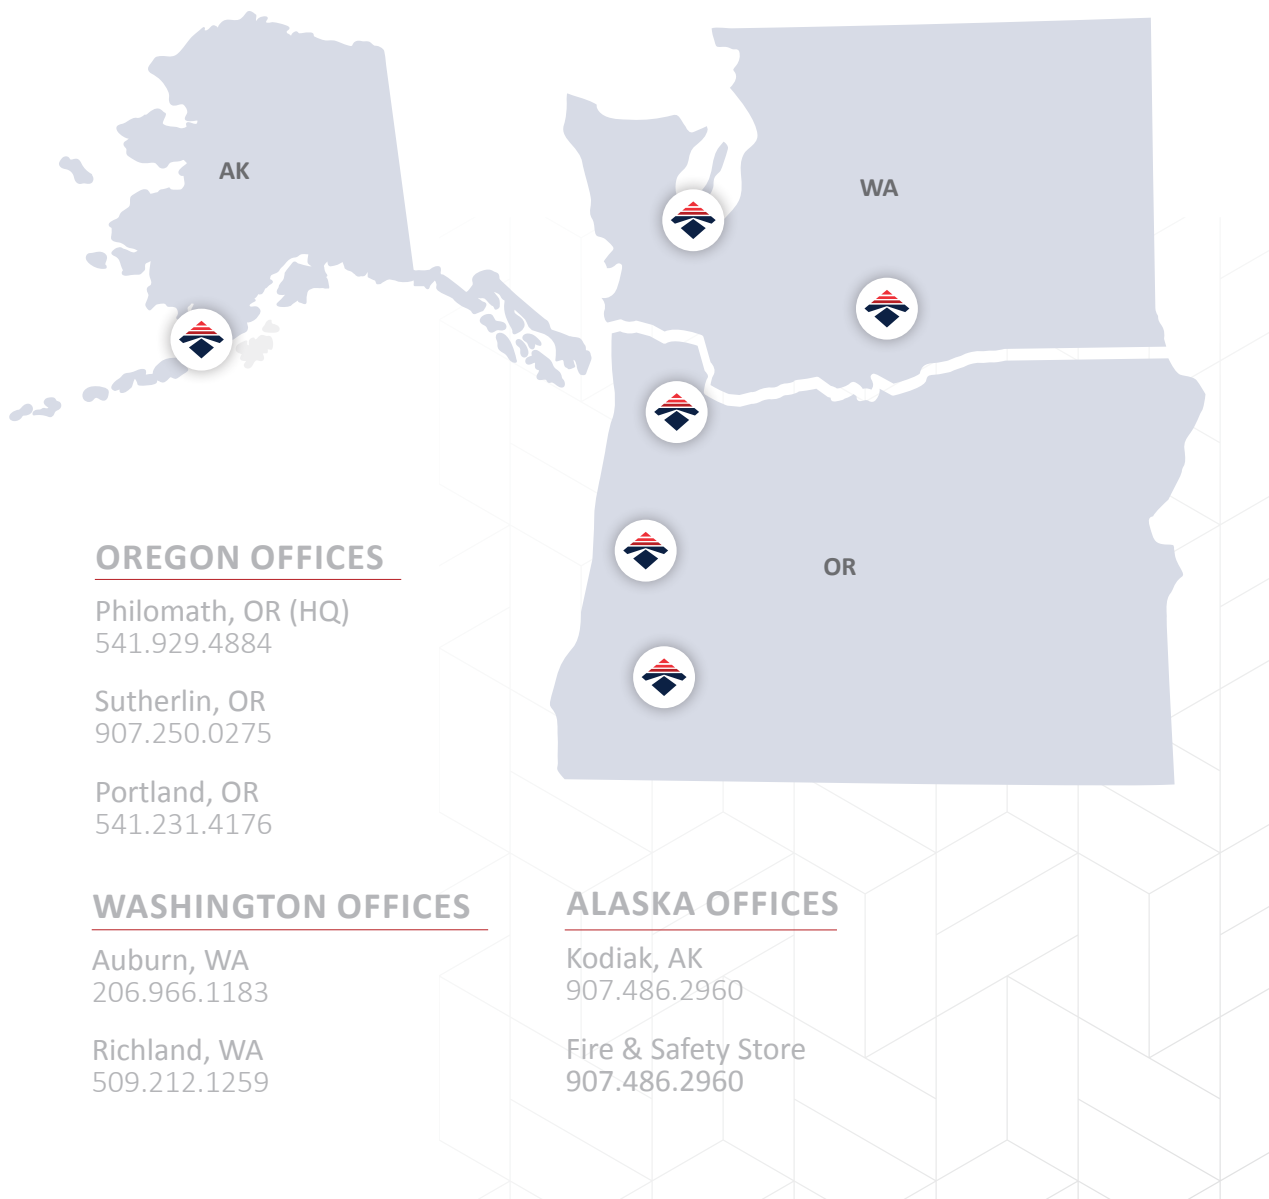 AK
WA
OR
OREGON OFFICES
Philomath, OR (HQ)
541.929.4884
Sutherlin, OR
907.250.0275
Portland, OR
541.231.4176
WASHINGTON OFFICES
Auburn, WA
206.966.1183
Richland, WA
509.212.1259
ALASKA OFFICES
Kodiak, AK
907.486.2960
Fire & Safety Store
907.486.2960